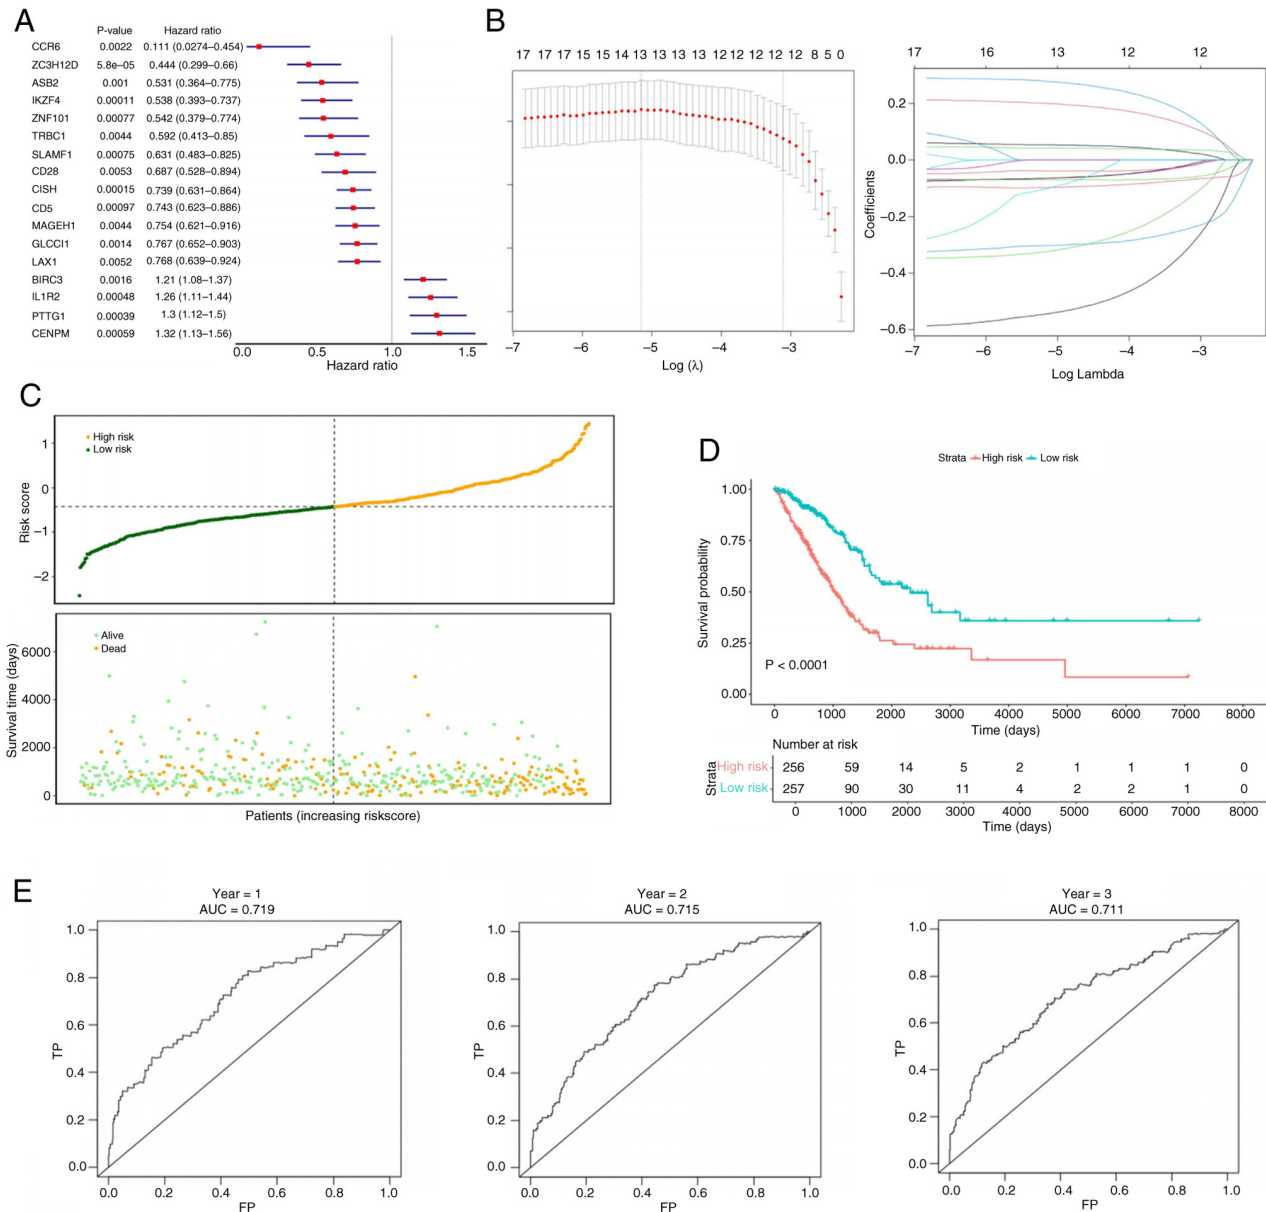 A
P-value Hazard ratio
CCR6 0.0022 0.111 (0.0274–0.454)
ZC3H12D 5.8e–05 0.444 (0.299–0.66)
ASB2 0.001 0.531 (0.364–0.775)
IKZF4 0.00011 0.538 (0.393–0.737)
ZNF101 0.00077 0.542 (0.379–0.774)
TRBC1 0.0044 0.592 (0.413–0.85)
SLAMF1 0.00075 0.631 (0.483–0.825)
CD28 0.0053 0.687 (0.528–0.894)
CISH 0.00015 0.739 (0.631–0.864)
CD5 0.00097 0.743 (0.623–0.886)
MAGEH1 0.0044 0.754 (0.621–0.916)
GLCCI1 0.0014 0.767 (0.652–0.903)
LAX1 0.0052 0.768 (0.639–0.924)
BIRC3 0.0016 1.21 (1.08–1.37)
IL1R2 0.00048 1.26 (1.11–1.44)
PTTG1 0.00039 1.3 (1.12–1.5)
CENPM 0.00059 1.32 (1.13–1.56)
0.0 0.5 1.0 1.5
Hazard ratio
B
17 17 17 15 15 14 13 13 13 13 12 12 12 12 12 8 5 0
−7 −6 −5 −4 −3
Log (λ)
17 16 13 12 12
0.2
0.0
−0.2
−0.4
−0.6
Coefficients
−7 −6 −5 −4 −3
Log Lambda
C
High risk
Low risk
1
0
−1
−2
Risk score
Alive
Dead
6000
4000
2000
0
Survival time (days)
Patients (increasing riskscore)
D
Strata High risk Low risk
1.00
0.75
0.50
0.25
0.00
Survival probability
P < 0.0001
0 1000 2000 3000 4000 5000 6000 7000 8000
Time (days)
Number at risk
Strata
High risk 256 59 14 5 2 1 1 1 0
Low risk 257 90 30 11 4 2 2 1 0
0 1000 2000 3000 4000 5000 6000 7000 8000
Time (days)
E
Year = 1
AUC = 0.719
1.0
0.8
0.6
0.4
0.2
0.0
TP
0.0 0.2 0.4 0.6 0.8 1.0
FP
Year = 2
AUC = 0.715
1.0
0.8
0.6
0.4
0.2
0.0
TP
0.0 0.2 0.4 0.6 0.8 1.0
FP
Year = 3
AUC = 0.711
1.0
0.8
0.6
0.4
0.2
0.0
TP
0.0 0.2 0.4 0.6 0.8 1.0
FP